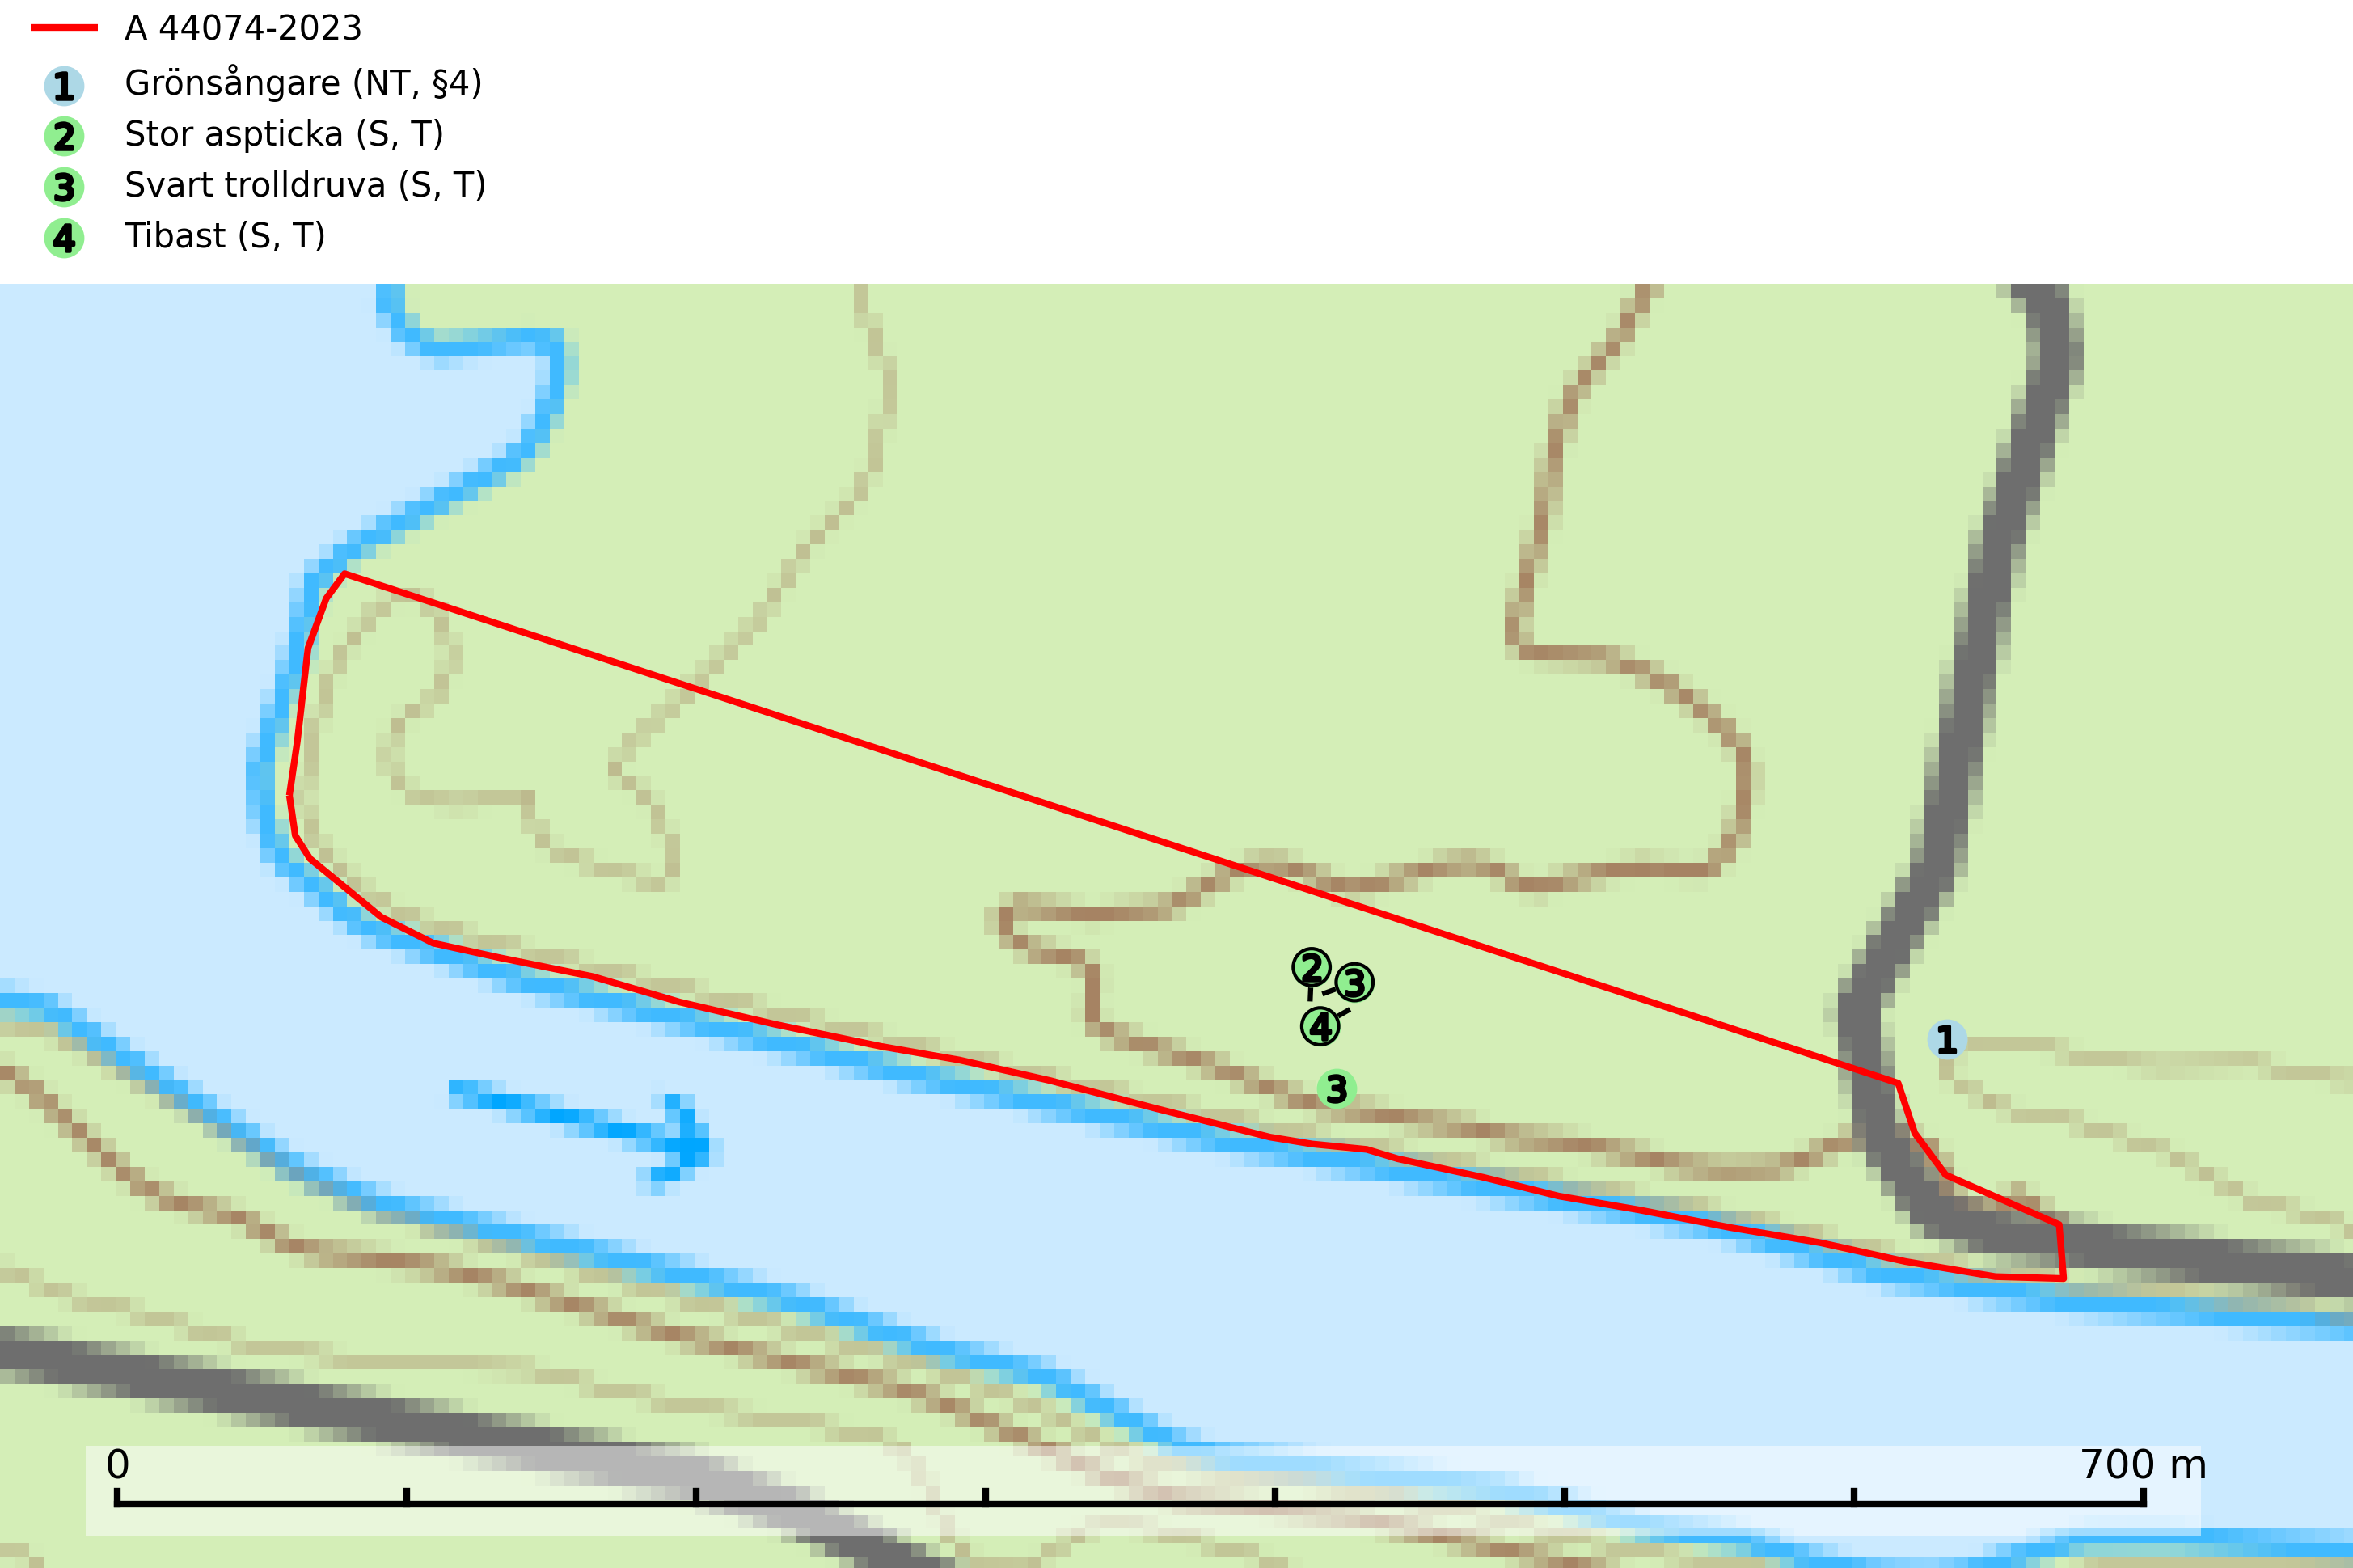 A 44074-2023
1 Grönsångare (NT, §4)
2 Stor aspticka (S, T)
3 Svart trolldruva (S, T)
4 Tibast (S, T)
2
3
4
1
3
0 700 m